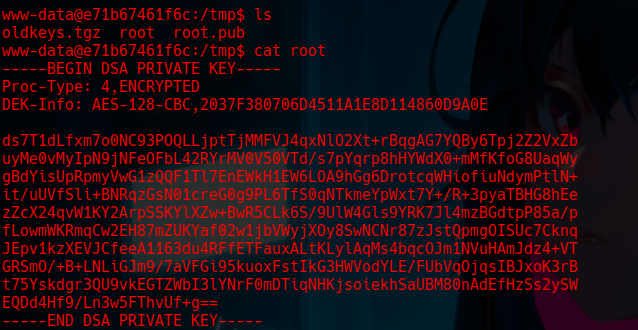 www-data@e71b67461f6c:/tmp$ ls
oldkeys.tgz  root  root.pub
www-data@e71b67461f6c:/tmp$ cat root
-----BEGIN DSA PRIVATE KEY-----
Proc-Type: 4,ENCRYPTED
DEK-Info: AES-128-CBC,2037F380706D4511A1E8D114860D9A0E

ds7T1dLfxm7o0NC93POQLLjptTjMMFVJ4qxNlO2Xt+rBqgAG7YQBy6Tpj2Z2VxZb
uyMe0vMyIpN9jNFeOFbL42RYrMV0V50VTd/s7pYqrp8hHYWdX0+mMfKfoG8UaqWy
gBdYisUpRpmyVwG1zQQF1Tl7EnEWkH1EW6LOA9hGg6DrotcqWHiofiuNdymPtlN+
it/uUVfSli+BNRqzGsN01creG0g9PL6TfS0qNTkmeYpWxt7Y+/R+3pyaTBHG8hEe
zZcX24qvW1KY2ArpSSKYlXZw+BwR5CLk6S/9UlW4Gls9YRK7Jl4mzBGdtpP85a/p
fLowmWKRmqCw2EH87mZUKYaf02w1jbVWyjXOy8SwNCNr87zJstQpmgOISUc7Cknq
JEpv1kzXEVJCfeeA1163du4RFfETFauxALtKLylAqMs4bqcOJm1NVuHAmJdz4+VT
GRSmO/+B+LNLiGJm9/7aVFGi95kuoxFstIkG3HWVodYLE/FUbVqOjqsIBJxoK3rB
t75Yskdgr3QU9vkEGTZWbI3lYNrF0mDTiqNHKjsoiekhSaUBM80nAdEfHzSs2ySW
EQDd4Hf9/Ln3w5FThvUf+g==
-----END DSA PRIVATE KEY-----